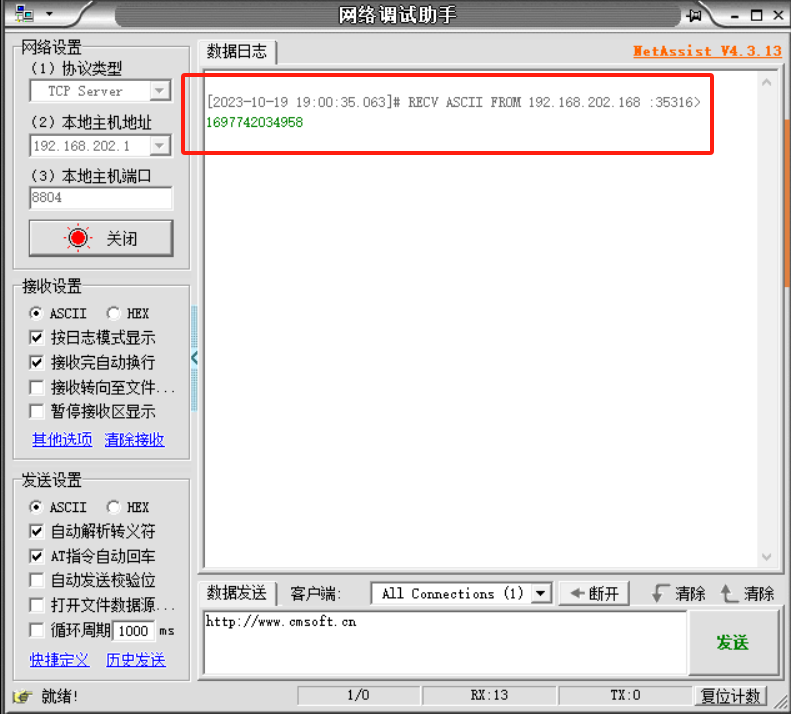 网络调试助手
网络设置
(1) 协议类型
TCP Server
(2) 本地主机地址
192.168.202.1
(3) 本地主机端口
8804
关闭
接收设置
ASCII HEX
按日志模式显示
接收完自动换行
接收转向至文件...
暂停接收区显示
其他选项 清除接收
发送设置
ASCII HEX
自动解析转义符
AT指令自动回车
自动发送校验位
打开文件数据源...
循环周期 1000 ms
快捷定义 历史发送
数据日志 NetAssist V4.3.13
[2023-10-19 19:00:35.063]# RECV ASCII FROM 192.168.202.168 :35316>
1697742034958
数据发送 客户端: All Connections (1) 断开 清除 清除
http://www.cmsoft.cn
发送
就绪! 1/0 RX:13 TX:0 复位计数